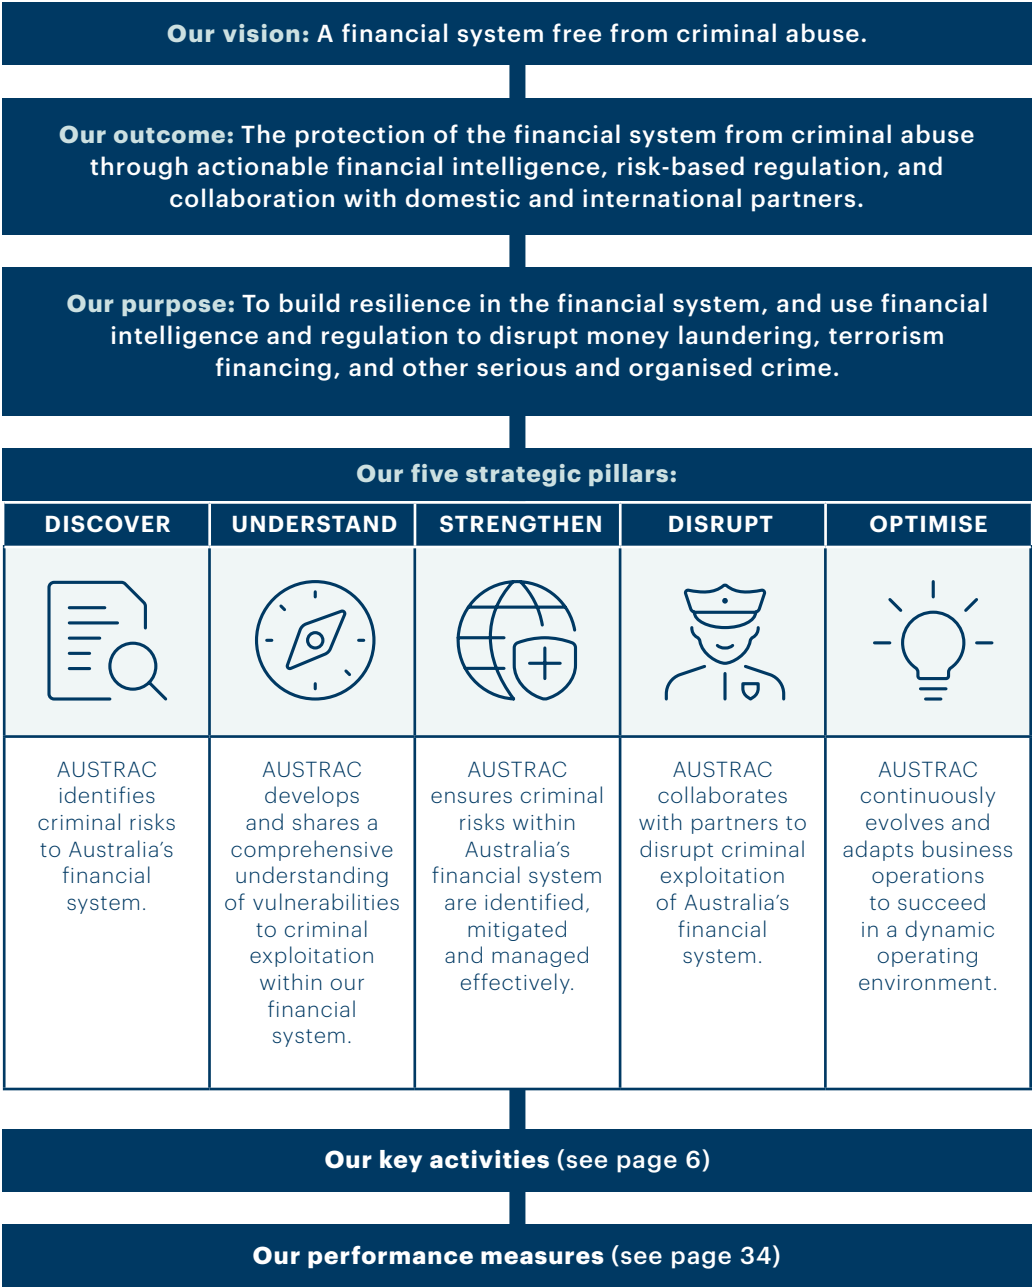 Our vision: A financial system free from criminal abuse.
Our outcome: The protection of the financial system from criminal abuse
through actionable financial intelligence, risk-based regulation, and
collaboration with domestic and international partners.
Our purpose: To build resilience in the financial system, and use financial
intelligence and regulation to disrupt money laundering, terrorism
financing, and other serious and organised crime.
Our five strategic pillars:
DISCOVER
UNDERSTAND
STRENGTHEN
DISRUPT
OPTIMISE
AUSTRAC
identifies
criminal risks
to Australia’s
financial
system.
AUSTRAC
develops
and shares a
comprehensive
understanding
of vulnerabilities
to criminal
exploitation
within our
financial
system.
AUSTRAC
ensures criminal
risks within
Australia’s
financial system
are identified,
mitigated
and managed
effectively.
AUSTRAC
collaborates
with partners to
disrupt criminal
exploitation
of Australia’s
financial
system.
AUSTRAC
continuously
evolves and
adapts business
operations
to succeed
in a dynamic
operating
environment.
Our key activities (see page 6)
Our performance measures (see page 34)